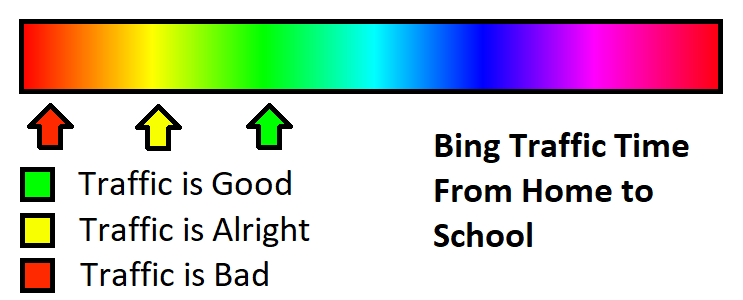 Bing Traffic Time
From Home to
School
Traffic is Good
Traffic is Alright
Traffic is Bad